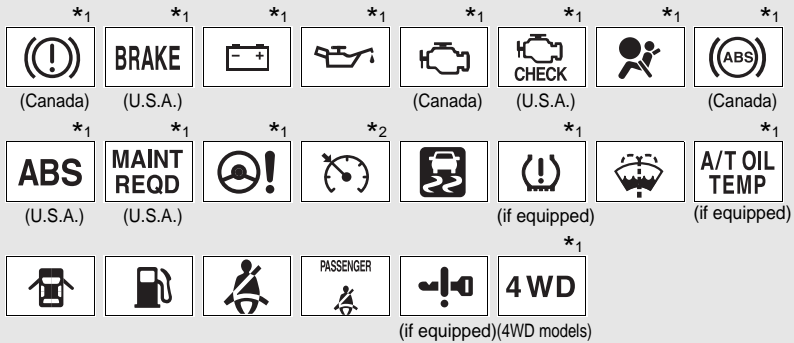 *1 *1 *1 *1 *1 *1 *1 *1
BRAKE CHECK ABS
(Canada) (U.S.A.) (Canada) (U.S.A.) (Canada)
*1 *1 *1 *2 *1 *1
ABS MAINT A/T OIL
REQD TEMP
(U.S.A.) (U.S.A.) (if equipped) (if equipped)
*1
PASSENGER
4WD
(if equipped) (4WD models)